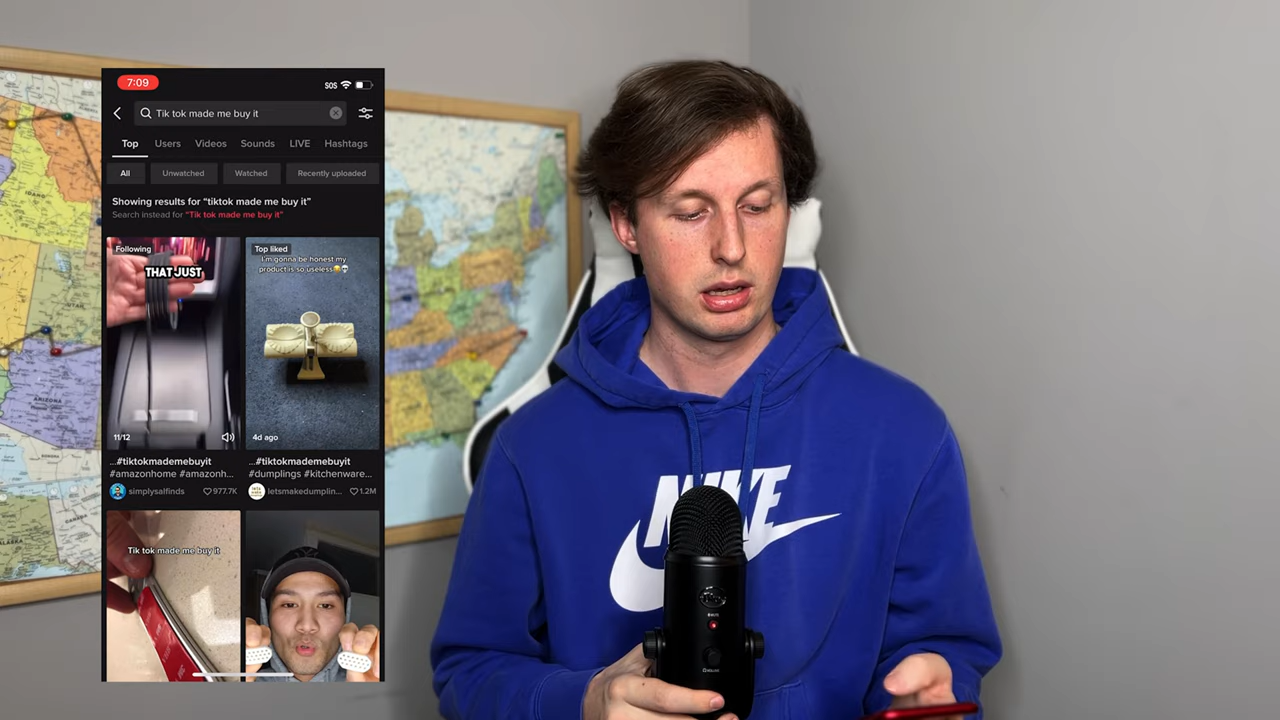 7:09
SOS
Tik tok made me buy it
Top Users Videos Sounds LIVE Hashtags
All Unwatched Watched Recently uploaded
Showing results for “tiktok made me buy it”
Search instead for “Tik tok made me buy it”
Following
THAT JUST
11/12
Top liked
I'm gonna be honest my
product is so useless
4d ago
...#tiktokmademebuyit
#amazonhome #amazonh...
simplysalfinds 977.7K
...#tiktokmademebuyit
#dumplings #kitchenware...
letsmakedumplin... 1.2M
Tik tok made me buy it
IDAHO
UTAH
ARIZONA
NIKE